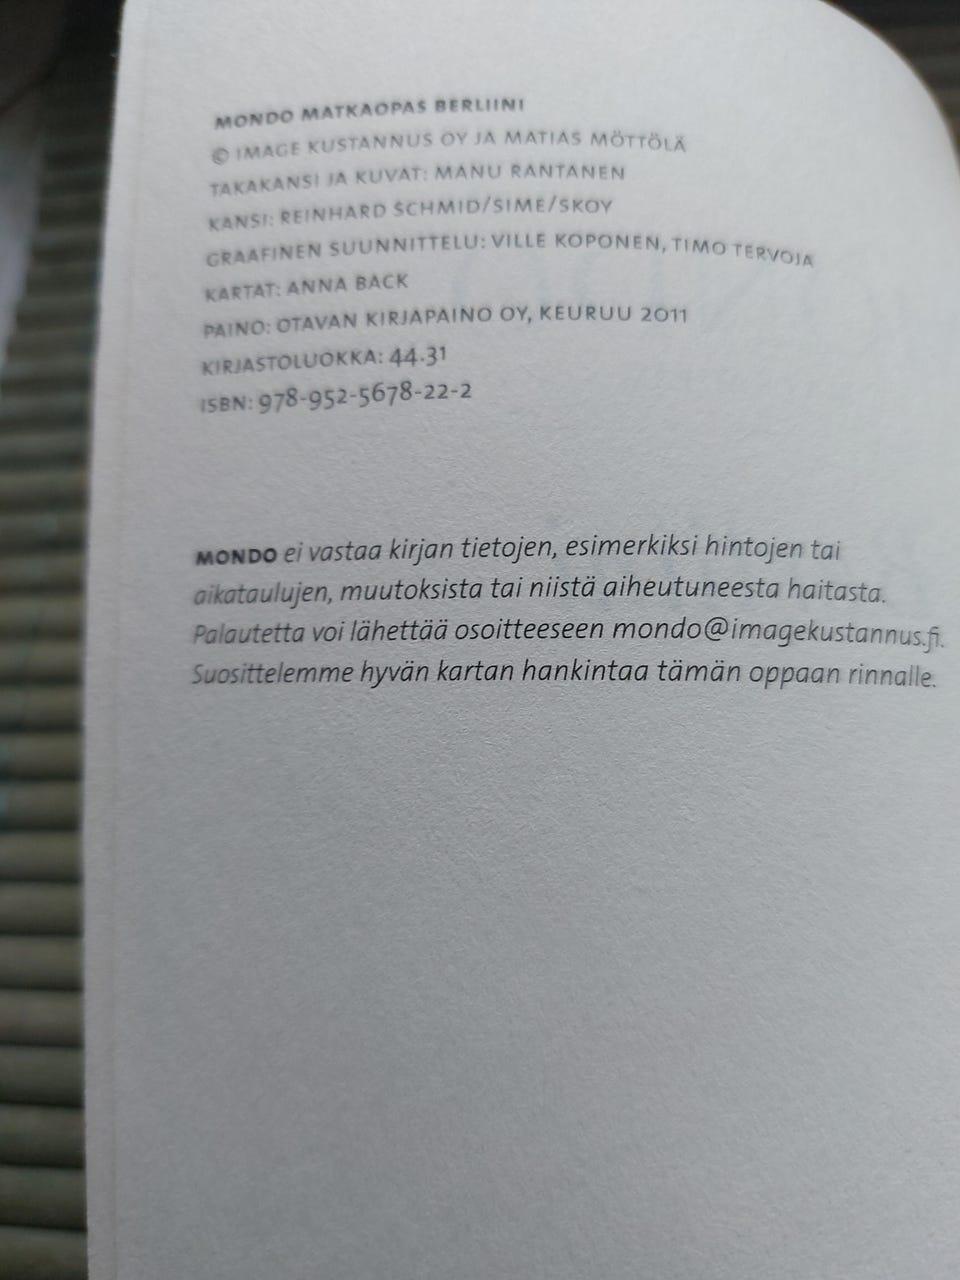 MONDO MATKAOPAS BERLIINI
© IMAGE KUSTANNUS OY JA MATIAS MÖTTÖLÄ
TAKAKANSI JA KUVAT: MANU RANTANEN
KANSI: REINHARD SCHMID/SIME/SKOY
GRAAFINEN SUUNNITTELU: VILLE KOPONEN, TIMO TERVOJA
KARTAT: ANNA BACK
PAINO: OTAVAN KIRJAPAINO OY, KEURUU 2011
KIRJASTOLUOKKA: 44.31
ISBN: 978-952-5678-22-2
MONDO ei vastaa kirjan tietojen, esimerkiksi hintojen tai
aikataulujen, muutoksista tai niistä aiheutuneesta haitasta.
Palautetta voi lähettää osoitteeseen mondo@imagekustannus.fi.
Suosittelemme hyvän kartan hankintaa tämän oppaan rinnalle.